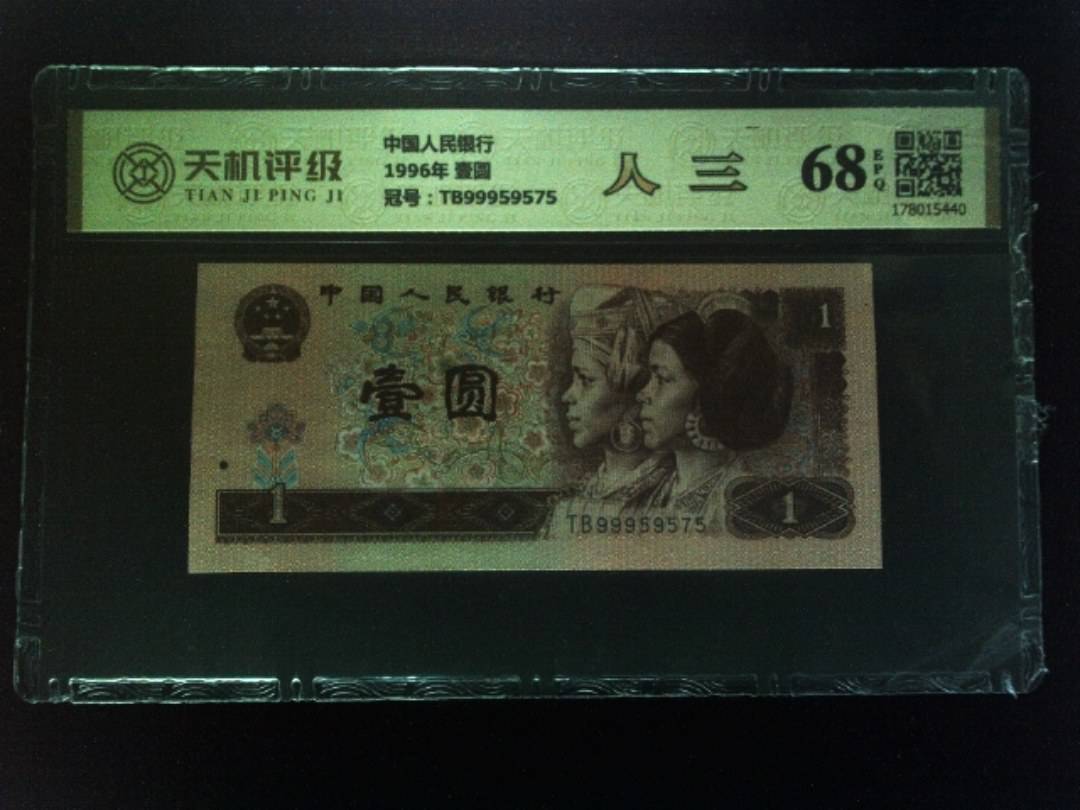 天机评级
TIAN JI PING JI
中国人民银行
1996年 壹圆
冠号：TB99959575
人 三
68
EPQ
178015440
中国人民银行
1
壹圆
1
TB99959575
1